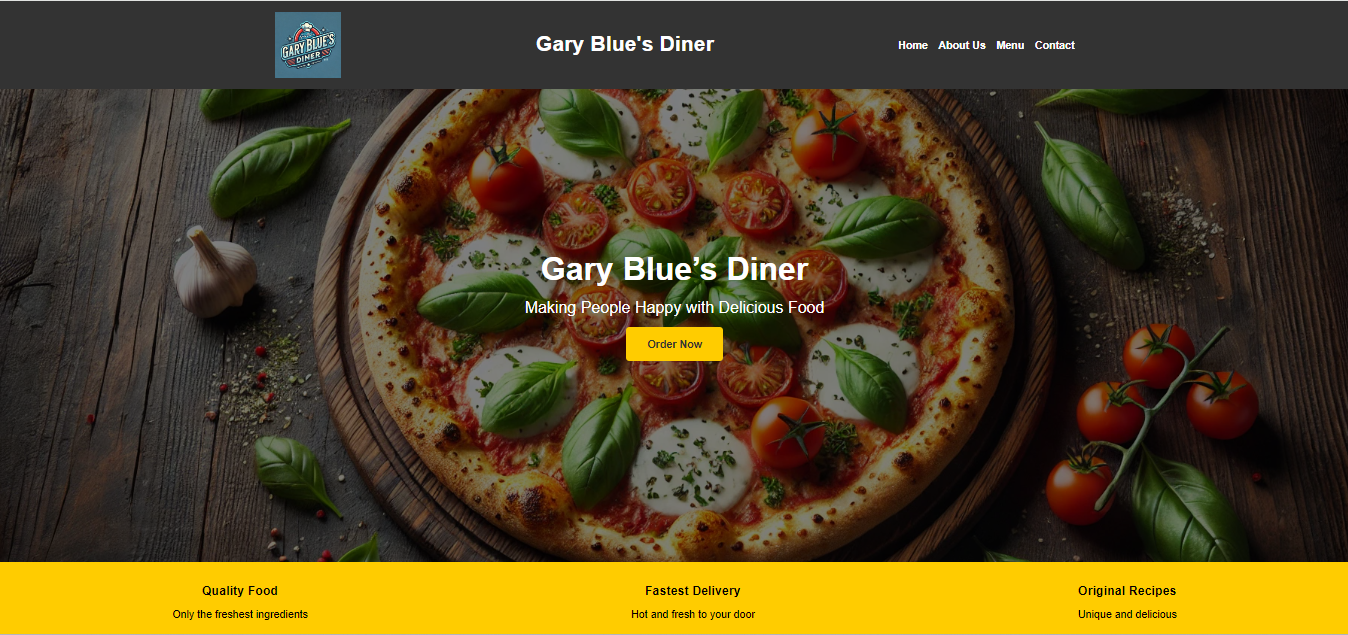 GARY BLUE'S
DINER
Gary Blue's Diner
Home About Us Menu Contact
Gary Blue’s Diner
Making People Happy with Delicious Food
Order Now
Quality Food Fastest Delivery Original Recipes
Only the freshest ingredients Hot and fresh to your door Unique and delicious